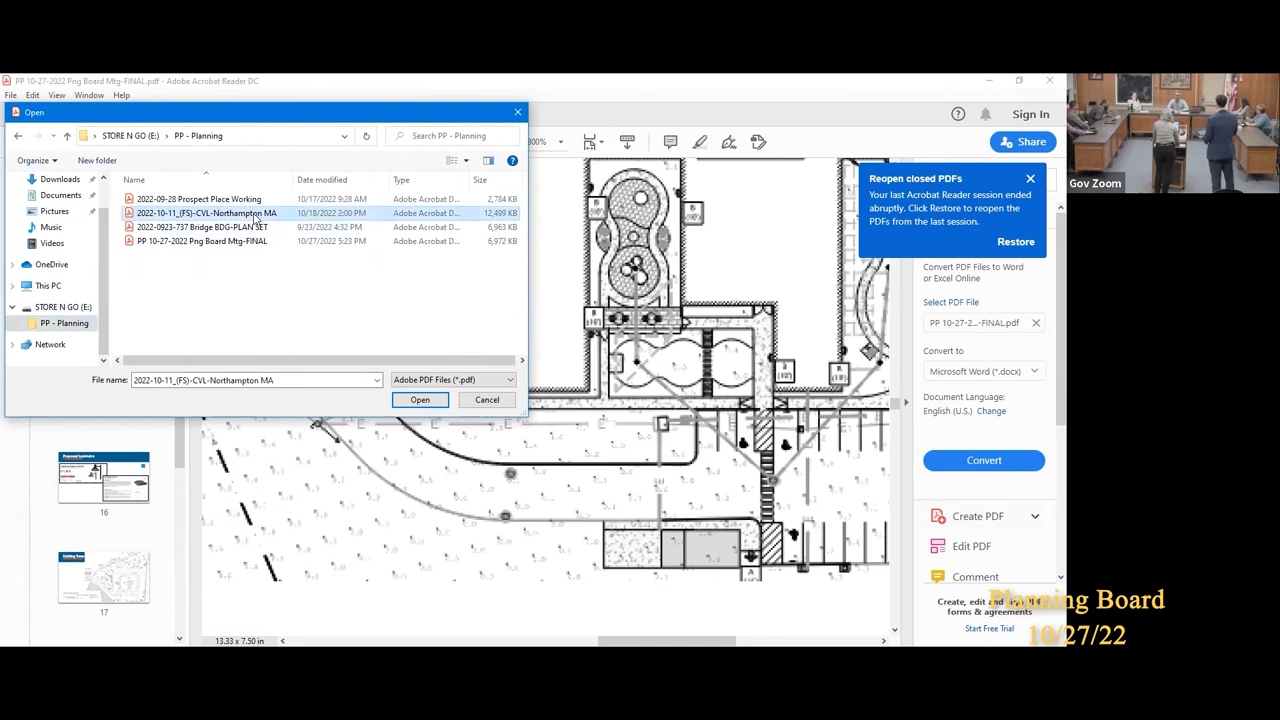 PP 10-27-2022 Png Board Mtg-FINAL.pdf - Adobe Acrobat Reader DC
File Edit View Window Help
Open
STORE N GO (E:) > PP - Planning
Search PP - Planning
Organize
New folder
Name Date modified Type Size
Downloads
Documents
Pictures
Music
Videos
OneDrive
This PC
STORE N GO (E:)
PP - Planning
Network
2022-09-28 Prospect Place Working 10/17/2022 9:28 AM Adobe Acrobat D... 2,784 KB
2022-10-11_(FS)-CVL-Northampton MA 10/18/2022 2:00 PM Adobe Acrobat D... 12,499 KB
2022-0923-737 Bridge BDG-PLAN SET 9/23/2022 4:32 PM Adobe Acrobat D... 6,963 KB
PP 10-27-2022 Png Board Mtg-FINAL 10/27/2022 5:23 PM Adobe Acrobat D... 6,972 KB
File name: 2022-10-11_(FS)-CVL-Northampton MA
Adobe PDF Files (*.pdf)
Open
Cancel
Sign In
Share
Reopen closed PDFs
Your last Acrobat Reader session ended
abruptly. Click Restore to reopen the
PDFs from the last session.
Restore
Convert PDF Files to Word
or Excel Online
Select PDF File
PP 10-27-2...-FINAL.pdf
Convert to
Microsoft Word (*.docx)
Document Language:
English (U.S.) Change
Convert
Create PDF
Edit PDF
Comment
forms & agreements
Start Free Trial
16
17
13.33 x 7.50 in
Gov Zoom
Planning Board
10/27/22